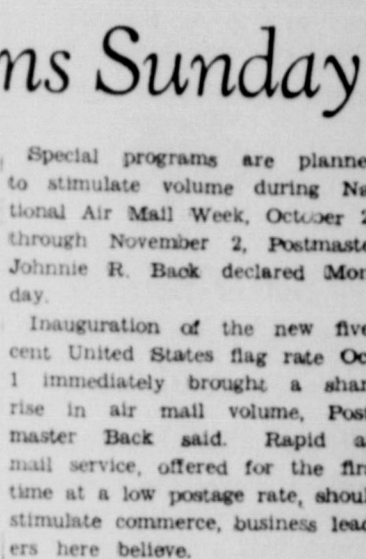 ns Sunday
Special programs are planne
to stimulate volume during Na
tional Air Mail Week, October 2
through November 2, Postmaste
Johnnie R. Back declared Mon
day.
Inauguration of the new five
cent United States flag rate Oc
1 immediately brought a shar
rise in air mail volume, Post
master Back said. Rapid a
mail service, offered for the firs
time at a low postage rate, shoul
stimulate commerce, business lead
ers here believe.